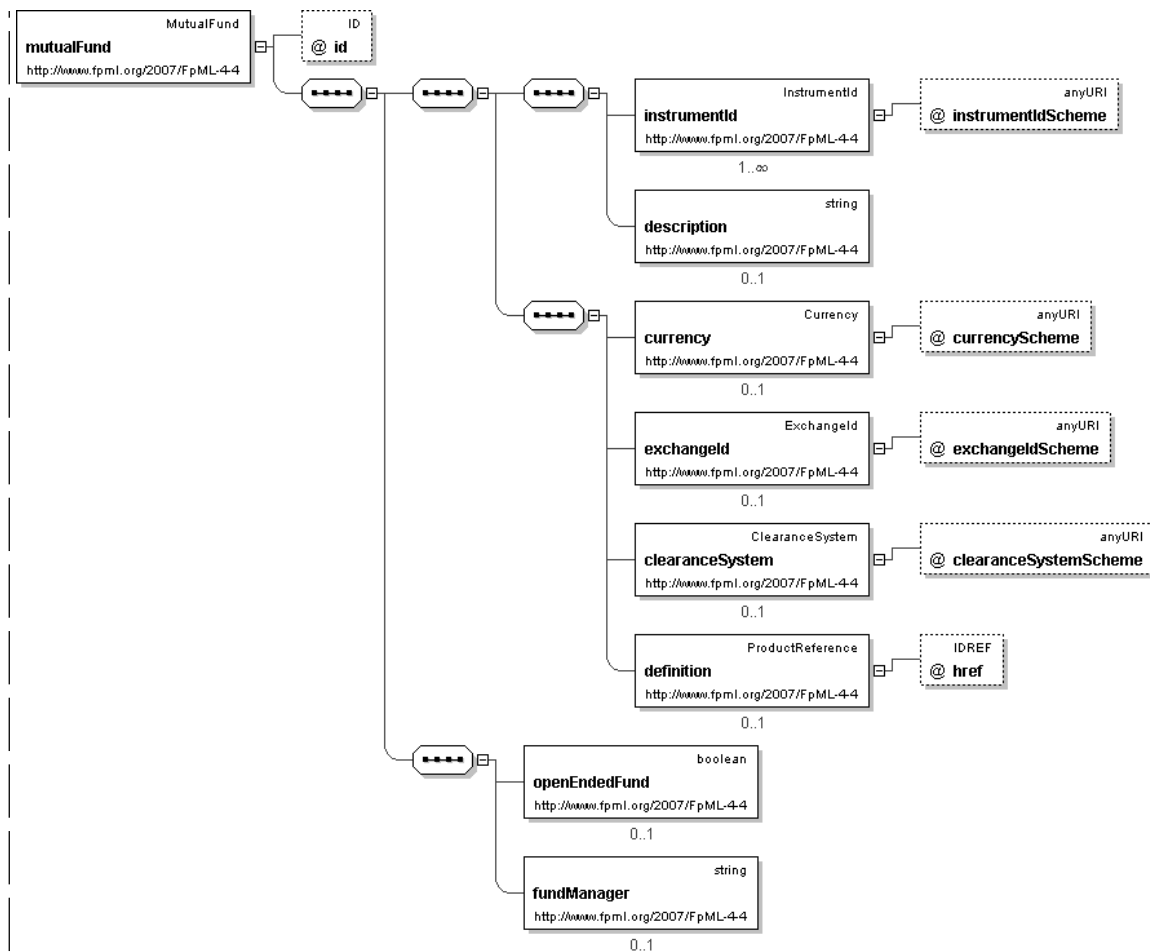 MutualFund
mutualFund
http://www.fpml.org/2007/FpML-4-4
ID
@ id
InstrumentId
instrumentId
http://www.fpml.org/2007/FpML-4-4
1..∞
anyURI
@ instrumentIdScheme
string
description
http://www.fpml.org/2007/FpML-4-4
0..1
Currency
currency
http://www.fpml.org/2007/FpML-4-4
0..1
anyURI
@ currencyScheme
ExchangeId
exchangeId
http://www.fpml.org/2007/FpML-4-4
0..1
anyURI
@ exchangeIdScheme
ClearanceSystem
clearanceSystem
http://www.fpml.org/2007/FpML-4-4
0..1
anyURI
@ clearanceSystemScheme
ProductReference
definition
http://www.fpml.org/2007/FpML-4-4
0..1
IDREF
@ href
boolean
openEndedFund
http://www.fpml.org/2007/FpML-4-4
0..1
string
fundManager
http://www.fpml.org/2007/FpML-4-4
0..1